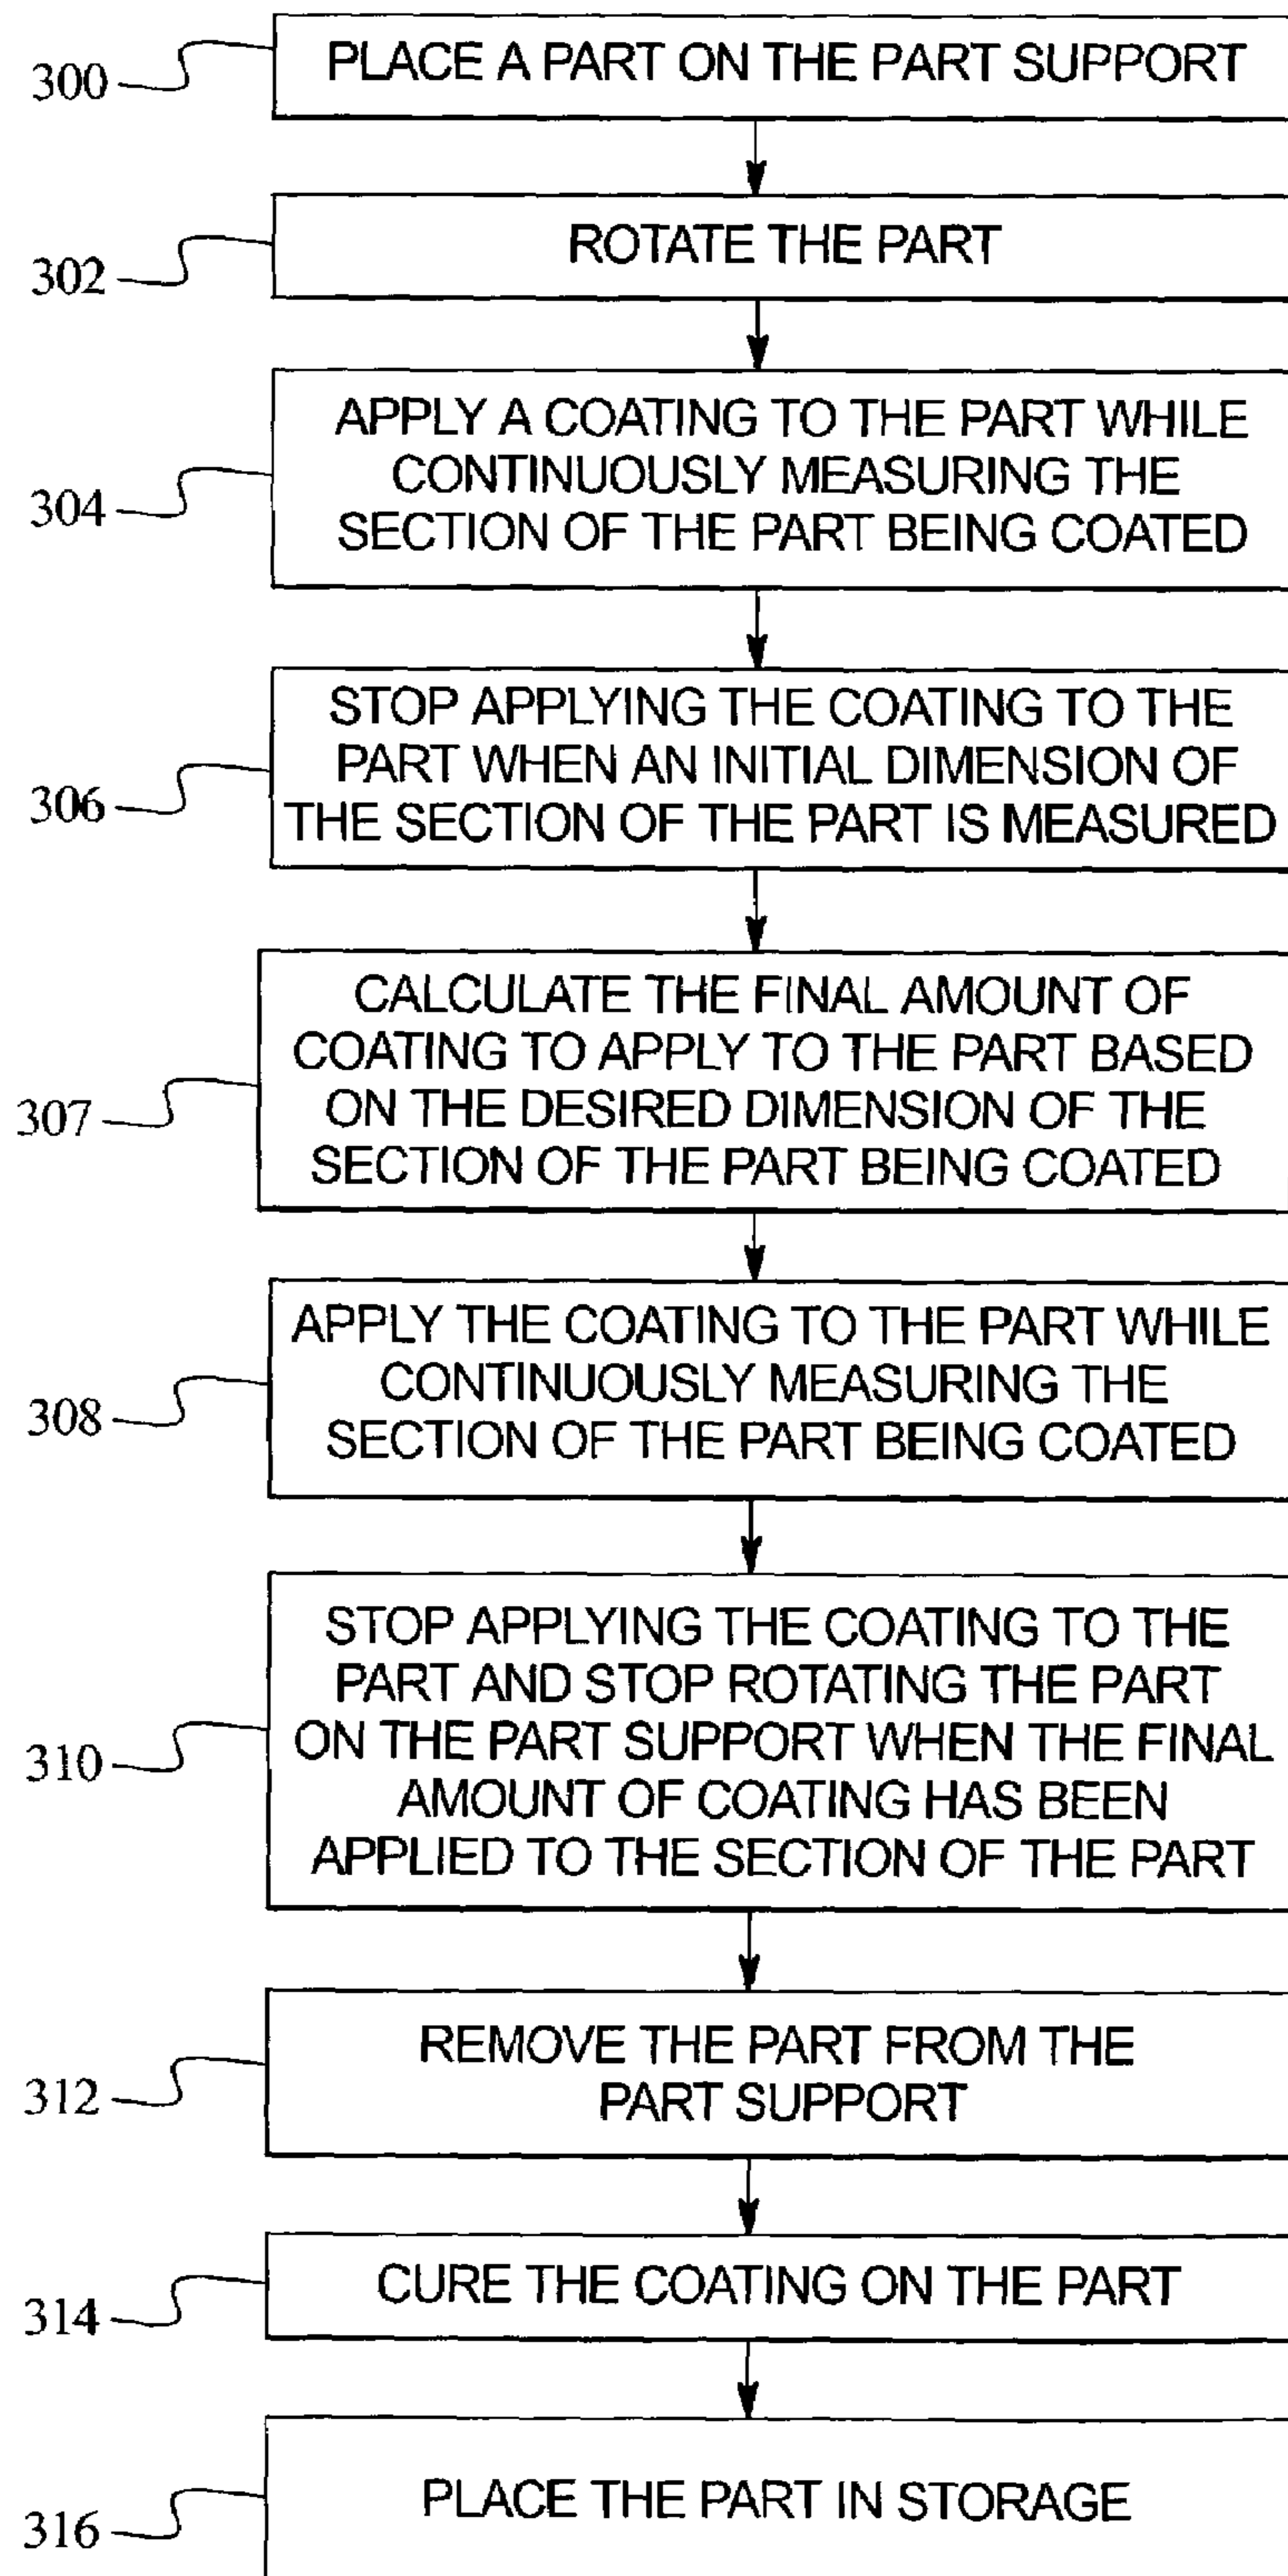 300
PLACE A PART ON THE PART SUPPORT
302
ROTATE THE PART
304
APPLY A COATING TO THE PART WHILE
CONTINUOUSLY MEASURING THE
SECTION OF THE PART BEING COATED
306
STOP APPLYING THE COATING TO THE
PART WHEN AN INITIAL DIMENSION OF
THE SECTION OF THE PART IS MEASURED
307
CALCULATE THE FINAL AMOUNT OF
COATING TO APPLY TO THE PART BASED
ON THE DESIRED DIMENSION OF THE
SECTION OF THE PART BEING COATED
308
APPLY THE COATING TO THE PART WHILE
CONTINUOUSLY MEASURING THE
SECTION OF THE PART BEING COATED
310
STOP APPLYING THE COATING TO THE
PART AND STOP ROTATING THE PART
ON THE PART SUPPORT WHEN THE FINAL
AMOUNT OF COATING HAS BEEN
APPLIED TO THE SECTION OF THE PART
312
REMOVE THE PART FROM THE
PART SUPPORT
314
CURE THE COATING ON THE PART
316
PLACE THE PART IN STORAGE